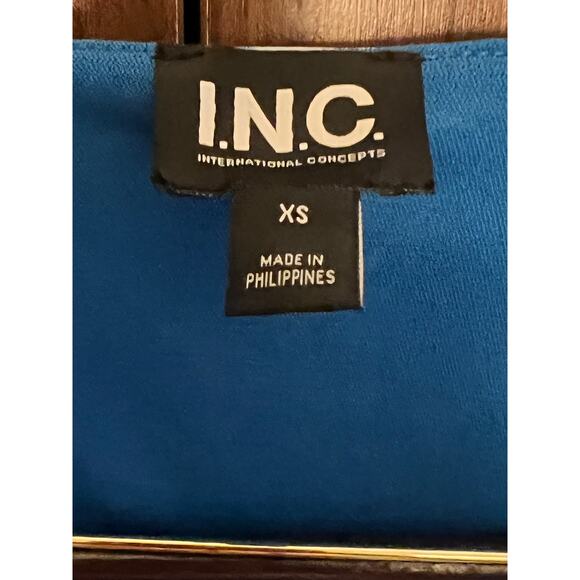 I.N.C.
INTERNATIONAL CONCEPTS
XS
MADE IN
PHILIPPINES